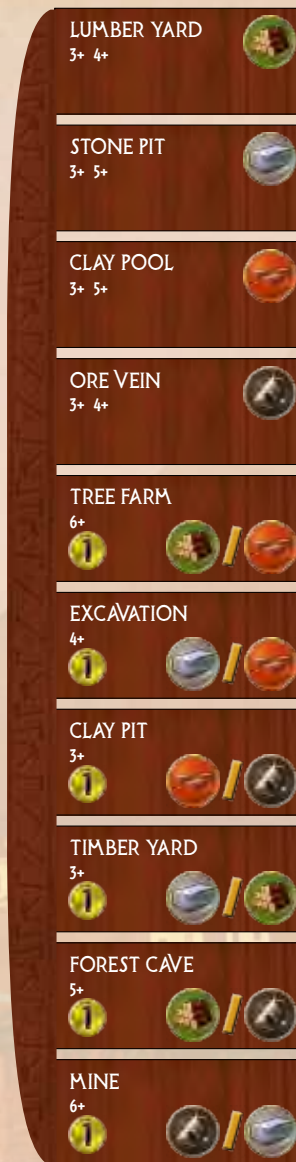 LUMBER YARD
3+ 4+
STONE PIT
3+ 5+
CLAY POOL
3+ 5+
ORE VEIN
3+ 4+
TREE FARM
6+
1
EXCAVATION
4+
1
CLAY PIT
3+
1
TIMBER YARD
3+
1
FOREST CAVE
5+
1
MINE
6+
1